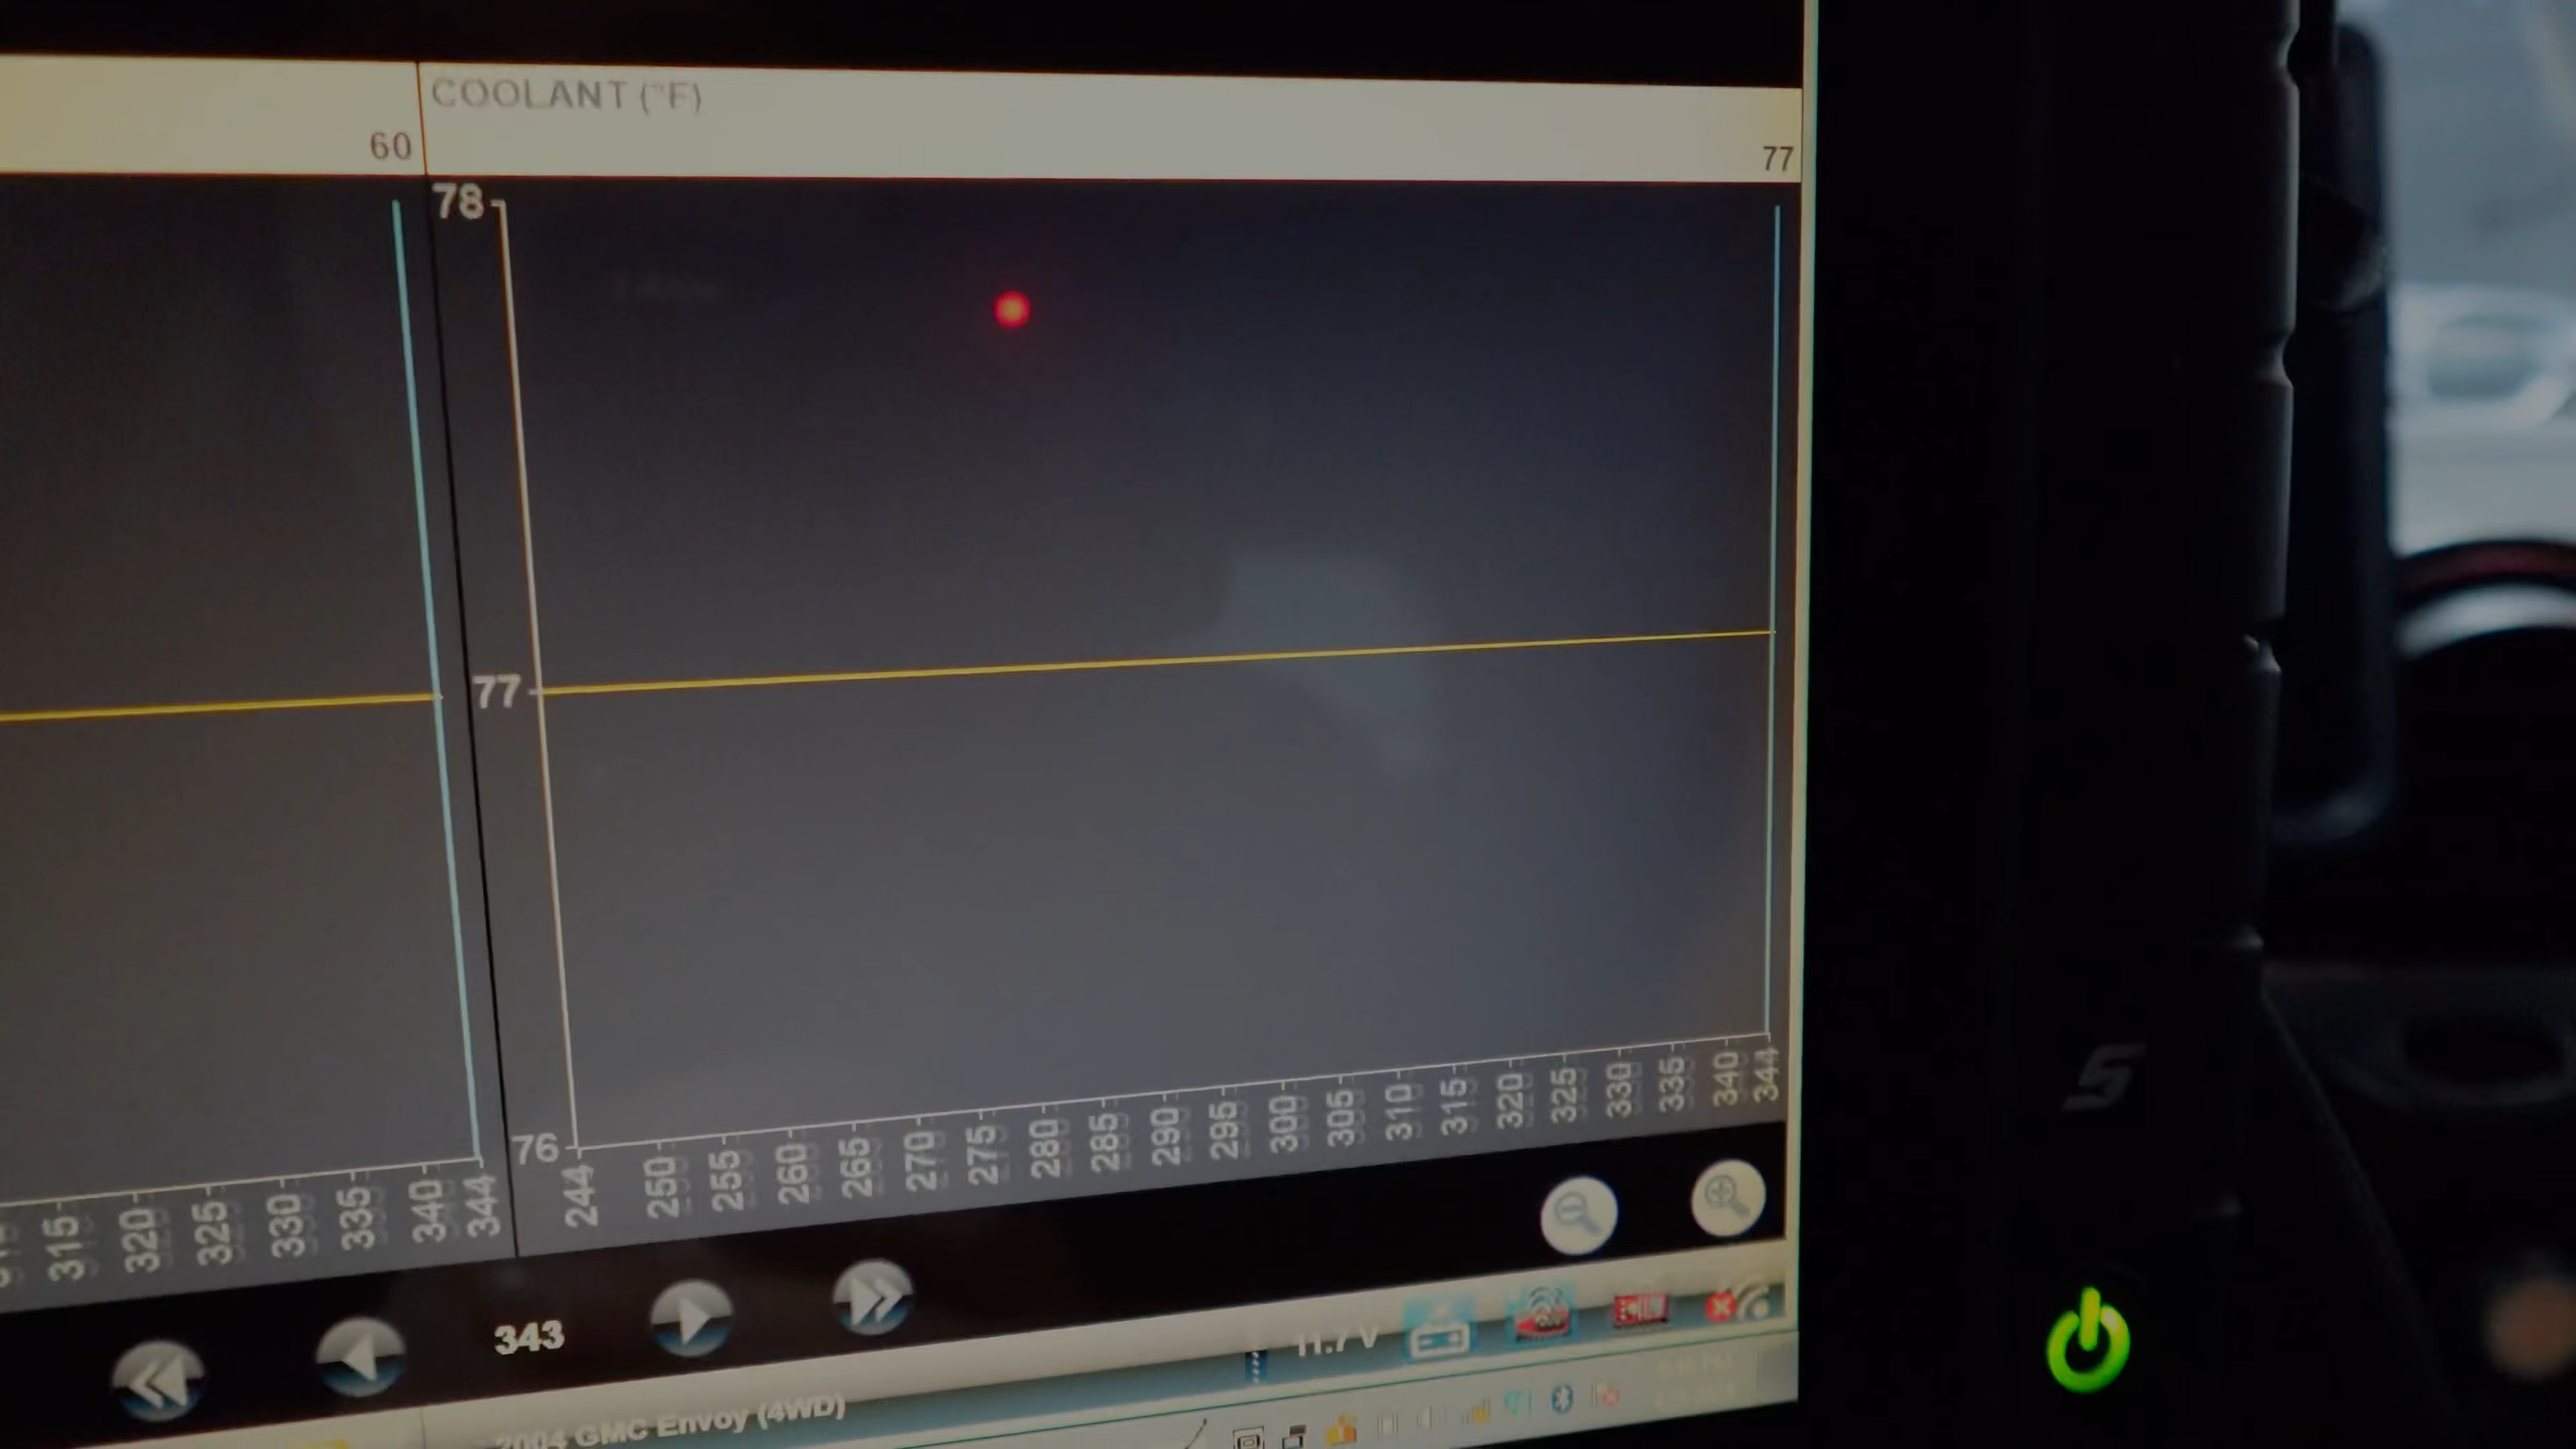 COOLANT (°F)
60
77
78
77
76
315 320 325 330 335 340 344
244 250 255 260 265 270 275 280 285 290 295 300 305 310 315 320 325 330 335 340 344
343
11.7 V
2004 GMC Envoy (4WD)